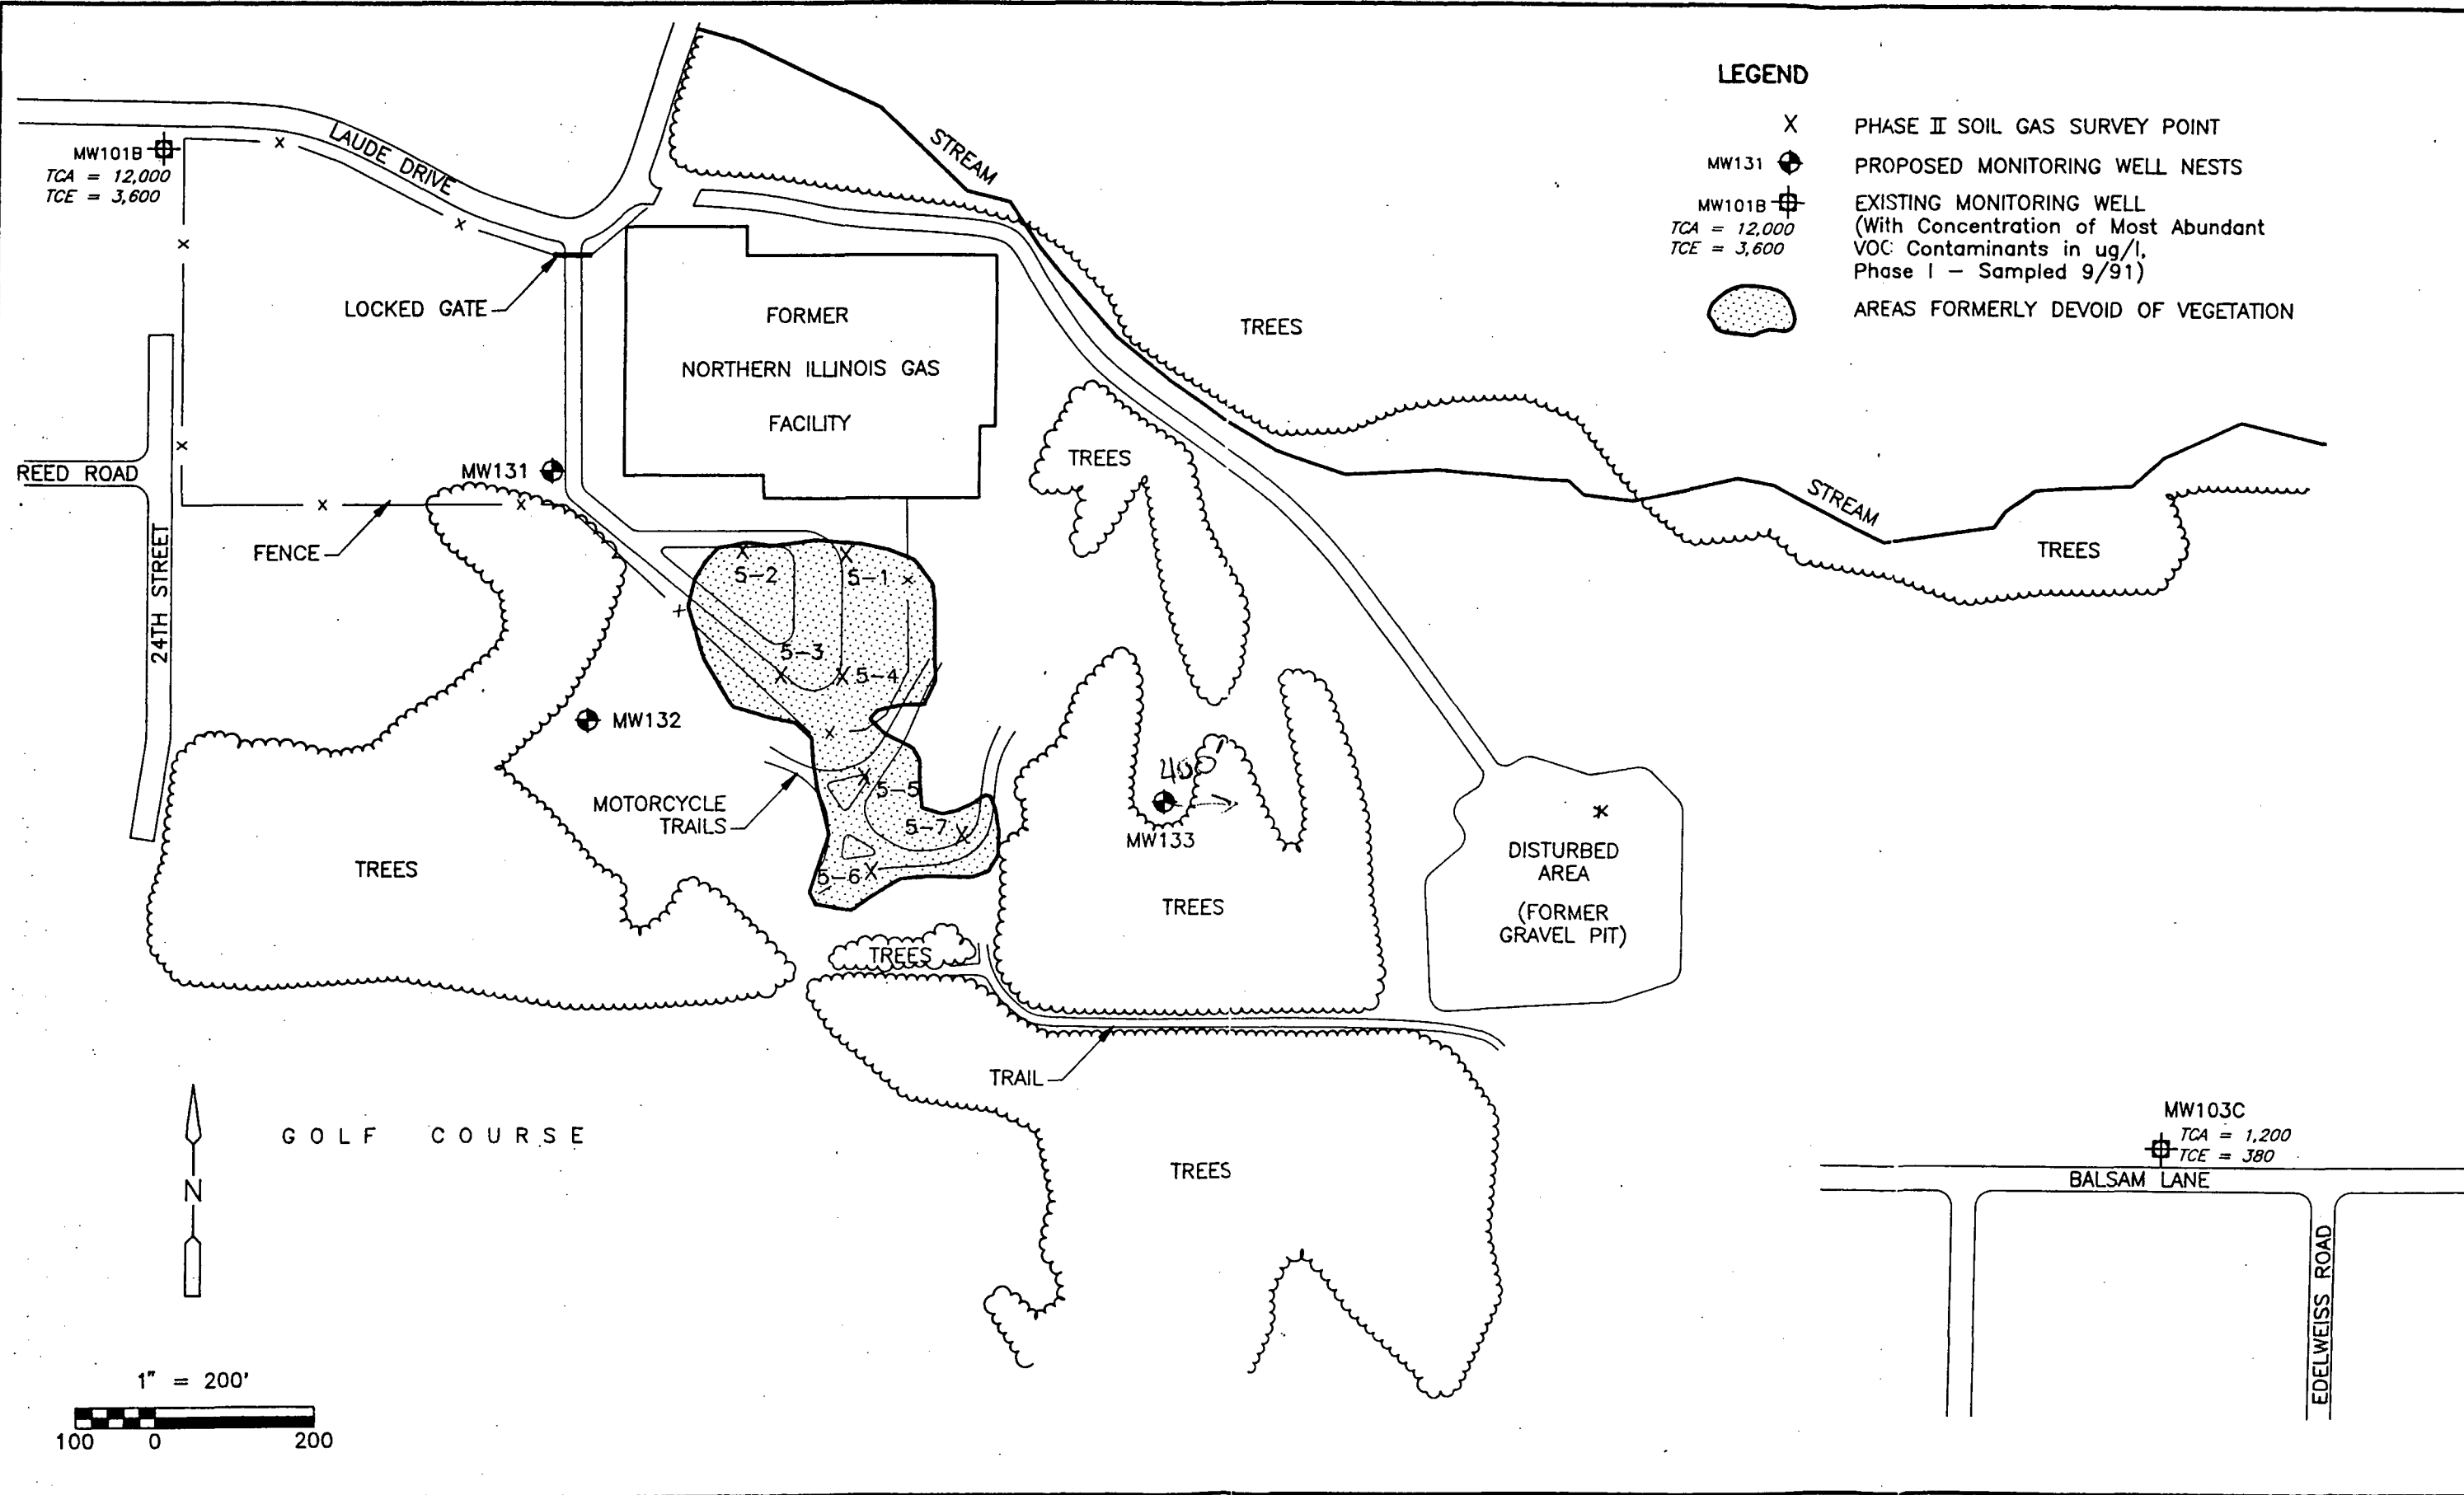 LEGEND
X PHASE II SOIL GAS SURVEY POINT
MW131 PROPOSED MONITORING WELL NESTS
MW101B EXISTING MONITORING WELL
TCA = 12,000 (With Concentration of Most Abundant
TCE = 3,600 VOC Contaminants in ug/l,
Phase I – Sampled 9/91)
AREAS FORMERLY DEVOID OF VEGETATION
LAUDE DRIVE
MW101B
TCA = 12,000
TCE = 3,600
STREAM
LOCKED GATE
FORMER
NORTHERN ILLINOIS GAS
FACILITY
TREES
TREES
REED ROAD
MW131
STREAM
FENCE
TREES
24TH STREET
5-2
5-1
5-3
5-4
MW132
400'
5-5
MOTORCYCLE
TRAILS
5-7
MW133
DISTURBED
AREA
(FORMER
GRAVEL PIT)
TREES
5-6
TREES
TREES
TRAIL
GOLF COURSE
N
TREES
MW103C
TCA = 1,200
TCE = 380
BALSAM LANE
EDELWEISS ROAD
1" = 200'
100 0 200